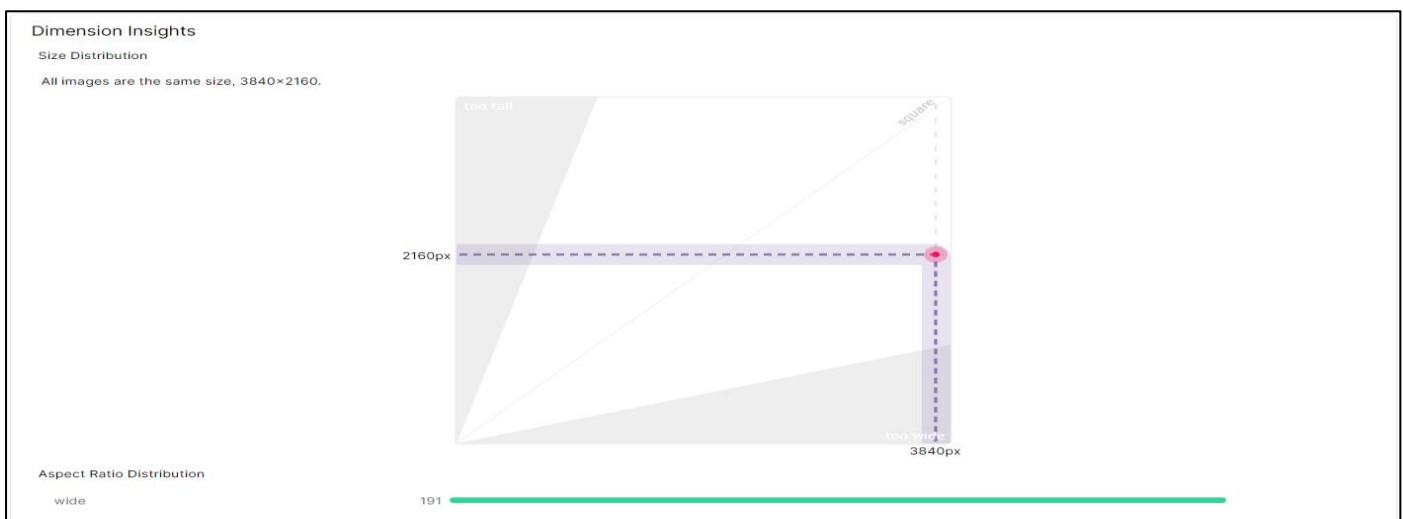 Dimension Insights
Size Distribution
All images are the same size, 3840×2160.
too tall
square
2160px
too wide
3840px
Aspect Ratio Distribution
wide 191